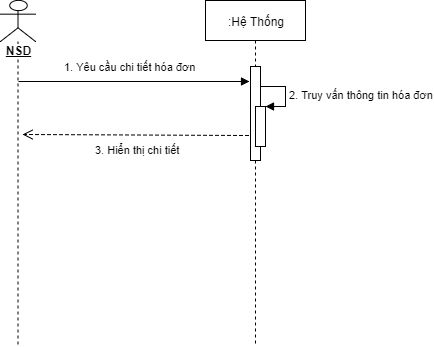 :Hệ Thống
NSD
1. Yêu cầu chi tiết hóa đơn
2. Truy vấn thông tin hóa đơn
3. Hiển thị chi tiết